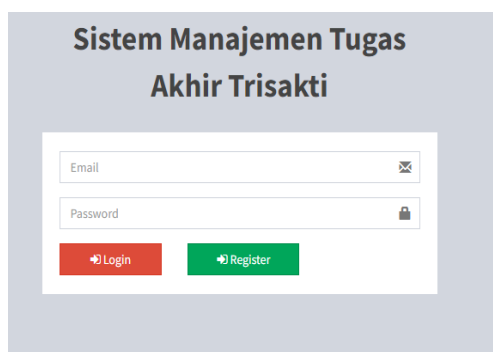 Sistem Manajemen Tugas
Akhir Trisakti
Email
Password
Login Register